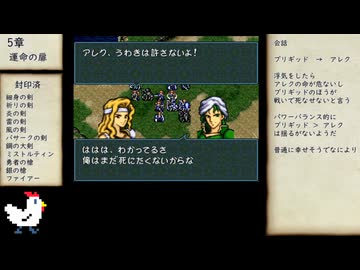 5章
運命の扉
封印済
細身の剣
祈りの剣
炎の剣
雷の剣
風の剣
バサークの剣
鋼の大剣
ミストルティン
勇者の槍
銀の槍
ファイアー
アレク、うわきは許さないよ!
ははは、わかってるさ
俺はまだ死にたくないからな
会話
ブリギッド → アレク
浮気をしたら
アレクの命が危ないし
ブリギッドのほうが
戦いで死なせないと言う
パワーバランス的に
ブリギッド > アレク
は揺るがないようだ
普通に幸せそうでなにより